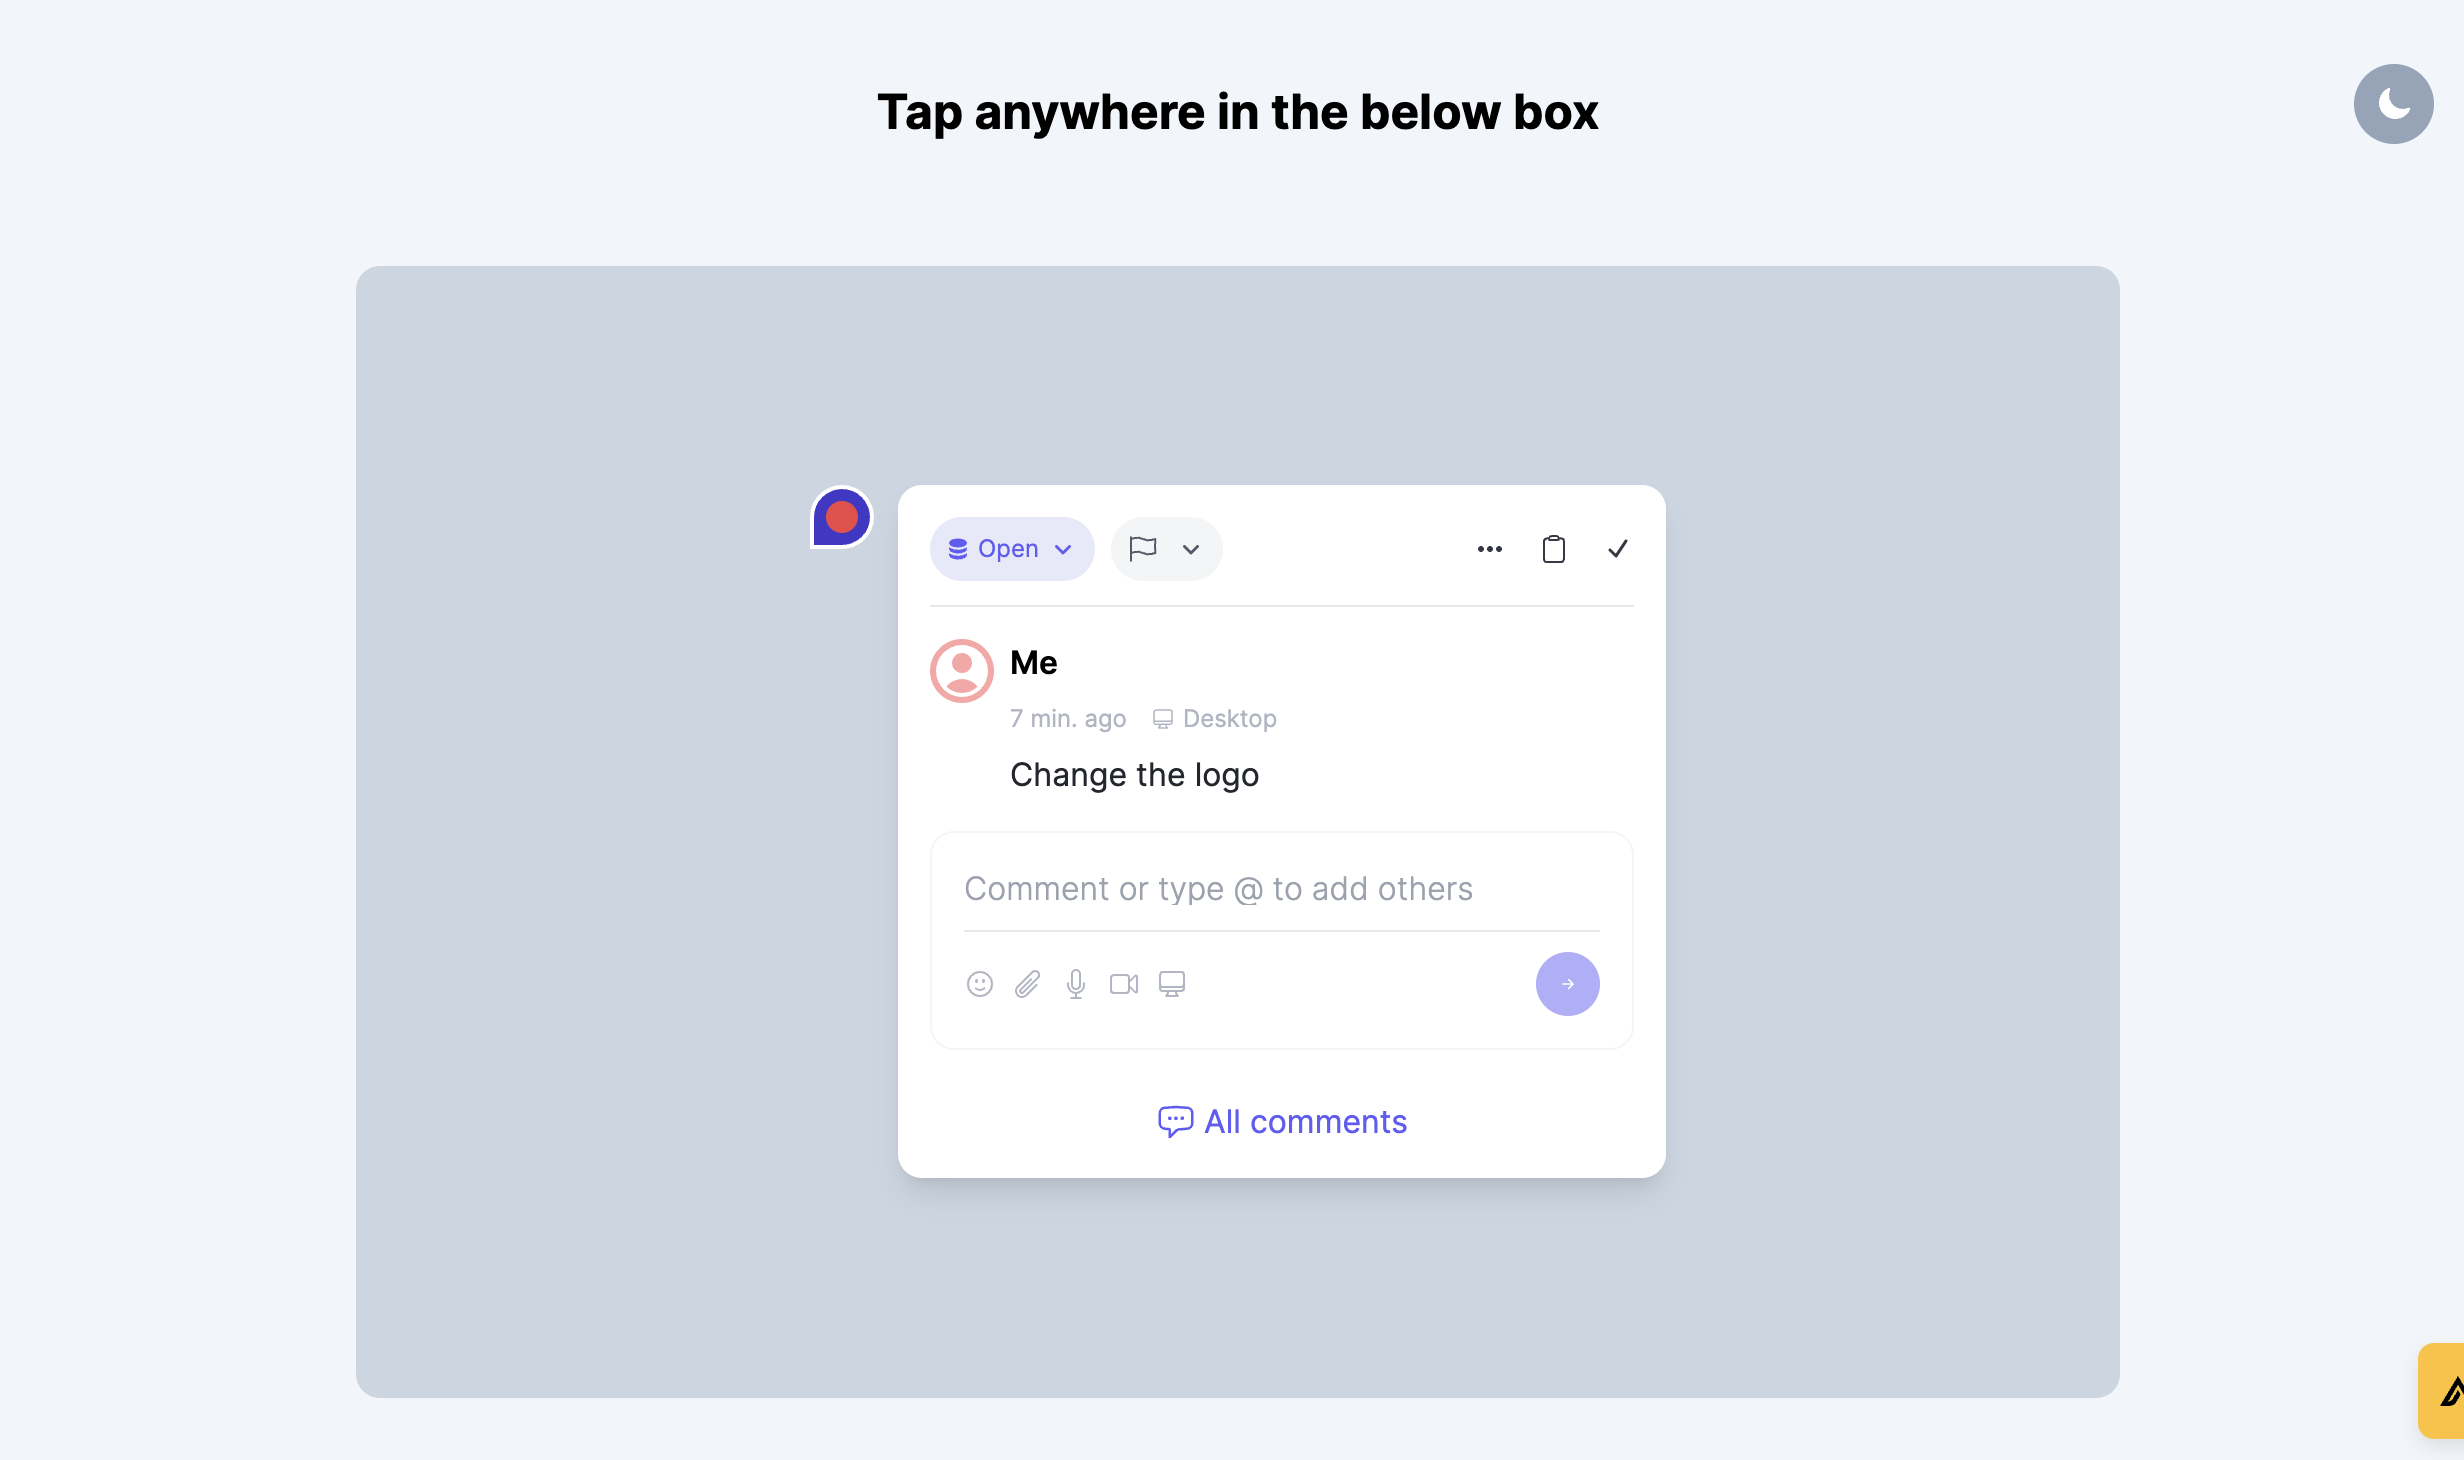 Tap anywhere in the below box
Open
Me
7 min. ago Desktop
Change the logo
Comment or type @ to add others
All comments